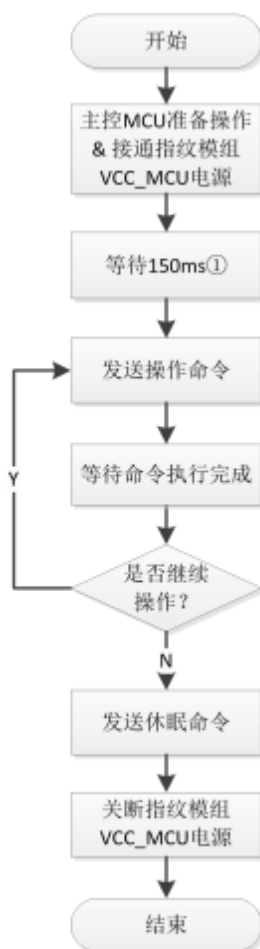 开始
主控MCU准备操作
& 接通指纹模组
VCC_MCU电源
等待150ms①
发送操作命令
等待命令执行完成
Y
是否继续
操作？
N
发送休眠命令
关断指纹模组
VCC_MCU电源
结束